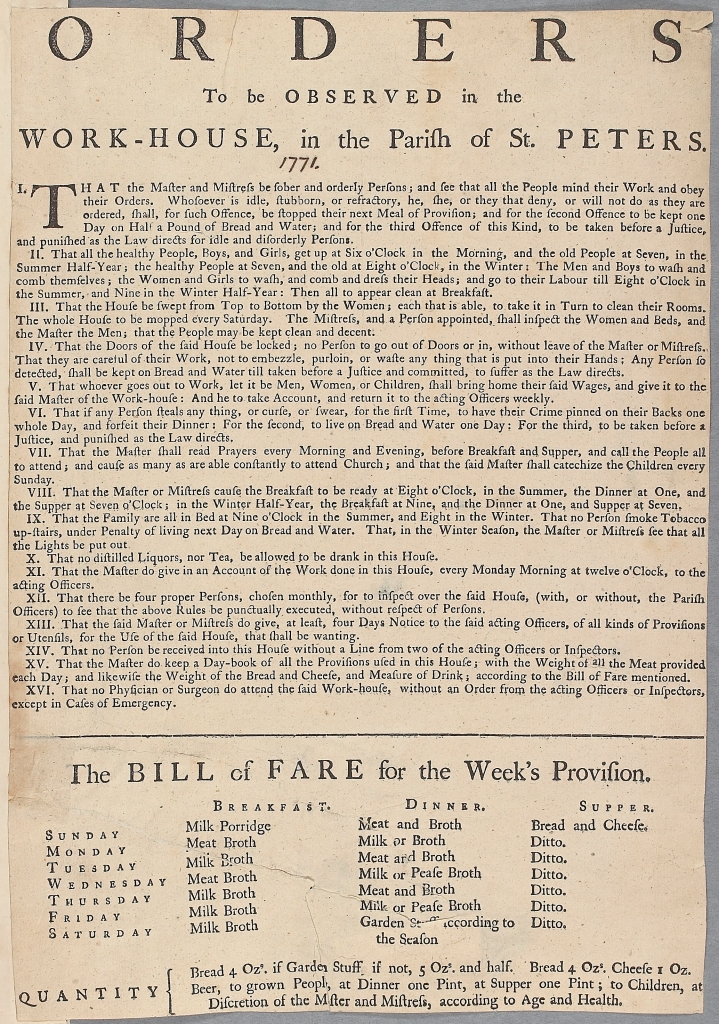 ORDERS
To be OBSERVED in the
WORK-HOUSE, in the Pariſh of St. PETERS.
1771.
I. THAT the Maſter and Miſtreſs be ſober and orderly Perſons; and ſee that all the People mind their Work and obey
their Orders. Whoſoever is idle, ſtubborn, or refractory, he, ſhe, or they that deny, or will not do as they are
ordered, ſhall, for ſuch Offence, be ſtopped their next Meal of Proviſion; and for the ſecond Offence to be kept one
Day on Half a Pound of Bread and Water; and for the third Offence of this Kind, to be taken before a Juſtice,
and puniſhed as the Law directs for idle and diſorderly Perſons.
II. That all the healthy People, Boys, and Girls, get up at Six o'Clock in the Morning, and the old People at Seven, in the
Summer Half-Year; the healthy People at Seven, and the old at Eight o'Clock, in the Winter: The Men and Boys to waſh and
comb themſelves; the Women and Girls to waſh, and comb and dreſs their Heads; and go to their Labour till Eight o'Clock in
the Summer, and Nine in the Winter Half-Year: Then all to appear clean at Breakfaſt.
III. That the Houſe be ſwept from Top to Bottom by the Women; each that is able, to take it in Turn to clean their Rooms.
The whole Houſe to be mopped every Saturday. The Miſtreſs, and a Perſon appointed, ſhall inſpect the Women and Beds, and
the Maſter the Men; that the People may be kept clean and decent.
IV. That the Doors of the ſaid Houſe be locked; no Perſon to go out of Doors or in, without leave of the Maſter or Miſtreſs.
That they are careful of their Work, not to embezzle, purloin, or waſte any thing that is put into their Hands; Any Perſon ſo
detected, ſhall be kept on Bread and Water till taken before a Juſtice and committed, to ſuffer as the Law directs.
V. That whoever goes out to Work, let it be Men, Women, or Children, ſhall bring home their ſaid Wages, and give it to the
ſaid Maſter of the Work-houſe: And he to take Account, and return it to the acting Officers weekly.
VI. That if any Perſon ſteals any thing, or curſe, or ſwear, for the firſt Time, to have their Crime pinned on their Backs one
whole Day, and forfeit their Dinner: For the ſecond, to live on Bread and Water one Day: For the third, to be taken before a
Juſtice, and puniſhed as the Law directs.
VII. That the Maſter ſhall read Prayers every Morning and Evening, before Breakfaſt and Supper, and call the People all
to attend; and cauſe as many as are able conſtantly to attend Church; and that the ſaid Maſter ſhall catechize the Children every
Sunday.
VIII. That the Maſter or Miſtreſs cauſe the Breakfaſt to be ready at Eight o'Clock, in the Summer, the Dinner at One, and
the Supper at Seven o'Clock; in the Winter Half-Year, the Breakfaſt at Nine, and the Dinner at One, and Supper at Seven.
IX. That the Family are all in Bed at Nine o'Clock in the Summer, and Eight in the Winter. That no Perſon ſmoke Tobacco
up-ſtairs, under Penalty of living next Day on Bread and Water. That, in the Winter Seaſon, the Maſter or Miſtreſs ſee that all
the Lights be put out
X. That no diſtilled Liquors, nor Tea, be allowed to be drank in this Houſe.
XI. That the Maſter do give in an Account of the Work done in this Houſe, every Monday Morning at twelve o'Clock, to the
acting Officers.
XII. That there be four proper Perſons, choſen monthly, for to inſpect over the ſaid Houſe, (with, or without, the Pariſh
Officers) to ſee that the above Rules be punctually executed, without reſpect of Perſons.
XIII. That the ſaid Maſter or Miſtreſs do give, at leaſt, four Days Notice to the ſaid acting Officers, of all kinds of Proviſions
or Utenſils, for the Uſe of the ſaid Houſe, that ſhall be wanting.
XIV. That no Perſon be received into this Houſe without a Line from two of the acting Officers or Inſpectors.
XV. That the Maſter do keep a Day-book of all the Proviſions uſed in this Houſe; with the Weight of all the Meat provided
each Day; and likewiſe the Weight of the Bread and Cheeſe, and Meaſure of Drink; according to the Bill of Fare mentioned.
XVI. That no Phyſician or Surgeon do attend the ſaid Work-houſe, without an Order from the acting Officers or Inſpectors,
except in Caſes of Emergency.
The BILL of FARE for the Week's Proviſion.
BREAKFAST. DINNER. SUPPER.
SUNDAY Milk Porridge Meat and Broth Bread and Cheeſe.
MONDAY Meat Broth Milk or Broth Ditto.
TUESDAY Milk Broth Meat and Broth Ditto.
WEDNESDAY Meat Broth Milk or Peaſe Broth Ditto.
THURSDAY Milk Broth Meat and Broth Ditto.
FRIDAY Milk Broth Milk or Peaſe Broth Ditto.
SATURDAY Milk Broth Garden according to Ditto.
the Seaſon
QUANTITY { Bread 4 Ozs. if Garden Stuff, if not, 5 Ozs. and half. Bread 4 Ozs. Cheeſe 1 Oz.
Beer, to grown People, at Dinner one Pint, at Supper one Pint; to Children, at
Diſcretion of the Maſter and Miſtreſs, according to Age and Health.